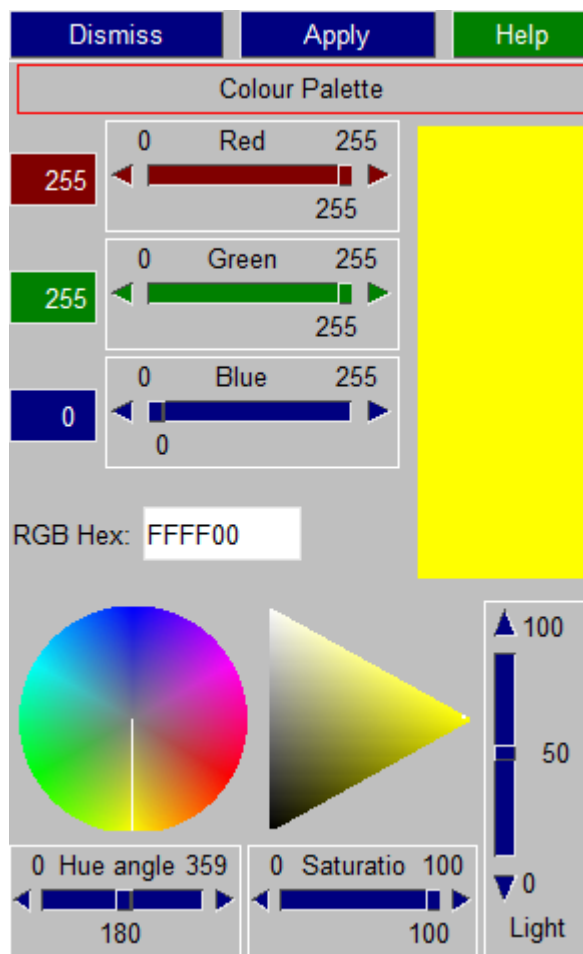 Dismiss Apply Help
Colour Palette
0 Red 255
255
255
0 Green 255
255
255
0 Blue 255
0
0
RGB Hex: FFFF00
100
50
0
Light
0 Hue angle 359
180
0 Saturatio 100
100